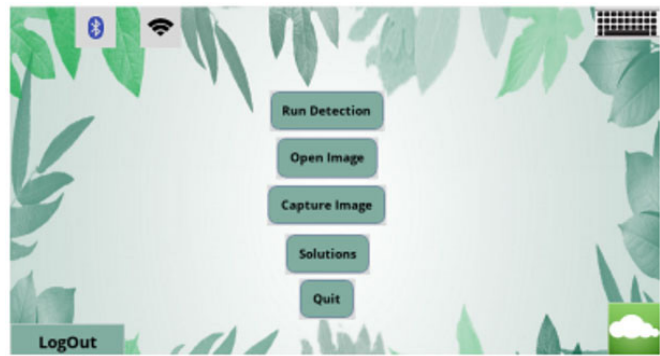 Run Detection
Open Image
Capture Image
Solutions
Quit
LogOut